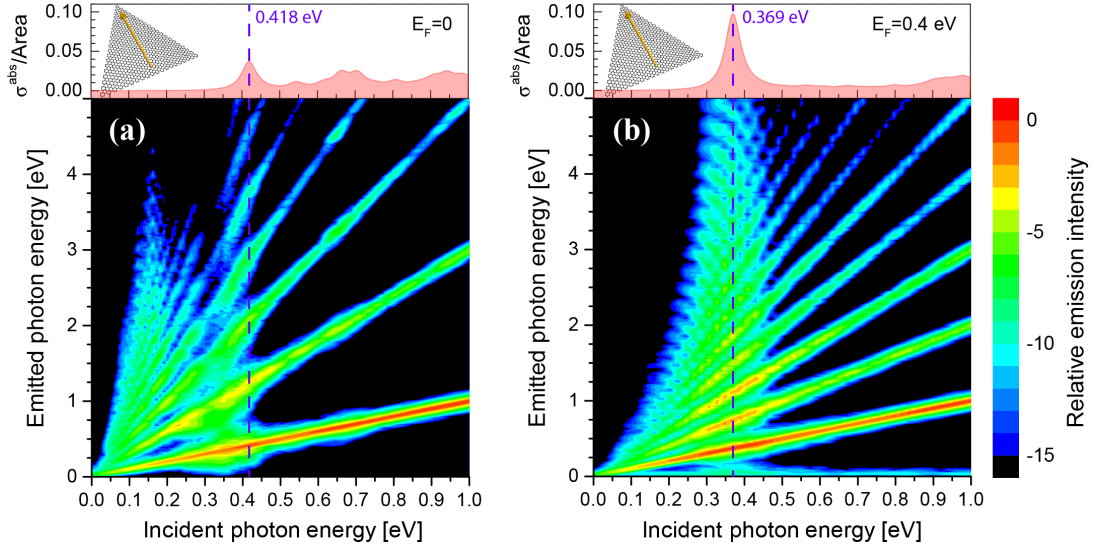 0.10
0.05
0.00
σ^abs/Area
0.418 eV
E_F=0
0.10
0.05
0.00
σ^abs/Area
0.369 eV
E_F=0.4 eV
(a)
4
3
2
1
0
Emitted photon energy [eV]
0.0 0.1 0.2 0.3 0.4 0.5 0.6 0.7 0.8 0.9 1.0
Incident photon energy [eV]
(b)
4
3
2
1
0
Emitted photon energy [eV]
0.0 0.1 0.2 0.3 0.4 0.5 0.6 0.7 0.8 0.9 1.0
Incident photon energy [eV]
0
-5
-10
-15
Relative emission intensity